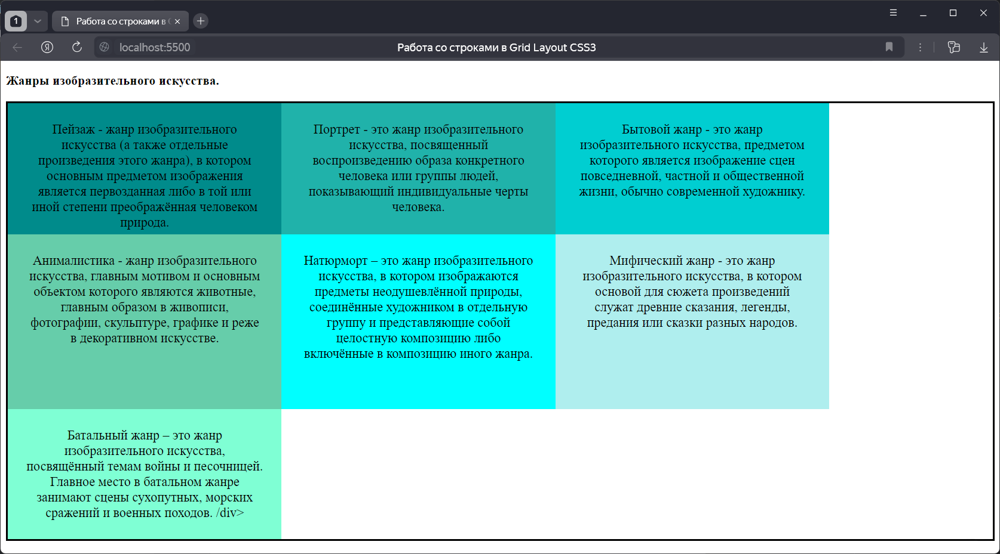 1
Работа со строками в
localhost:5500
Работа со строками в Grid Layout CSS3
Жанры изобразительного искусства.
Пейзаж - жанр изобразительного
искусства (а также отдельные
произведения этого жанра), в котором
основным предметом изображения
является первозданная либо в той или
иной степени преображённая человеком
природа.
Портрет - это жанр изобразительного
искусства, посвященный
воспроизведению образа конкретного
человека или группы людей,
показывающий индивидуальные черты
человека.
Бытовой жанр - это жанр
изобразительного искусства, предметом
которого является изображение сцен
повседневной, частной и общественной
жизни, обычно современной художнику.
Анималистика - жанр изобразительного
искусства, главным мотивом и основным
объектом которого являются животные,
главным образом в живописи,
фотографии, скульптуре, графике и реже
в декоративном искусстве.
Натюрморт – это жанр изобразительного
искусства, в котором изображаются
предметы неодушевлённой природы,
соединённые художником в отдельную
группу и представляющие собой
целостную композицию либо
включённые в композицию иного жанра.
Мифический жанр - это жанр
изобразительного искусства, в котором
основой для сюжета произведений
служат древние сказания, легенды,
предания или сказки разных народов.
Батальный жанр – это жанр
изобразительного искусства,
посвящённый темам войны и песочницей.
Главное место в батальном жанре
занимают сцены сухопутных, морских
сражений и военных походов. /div>